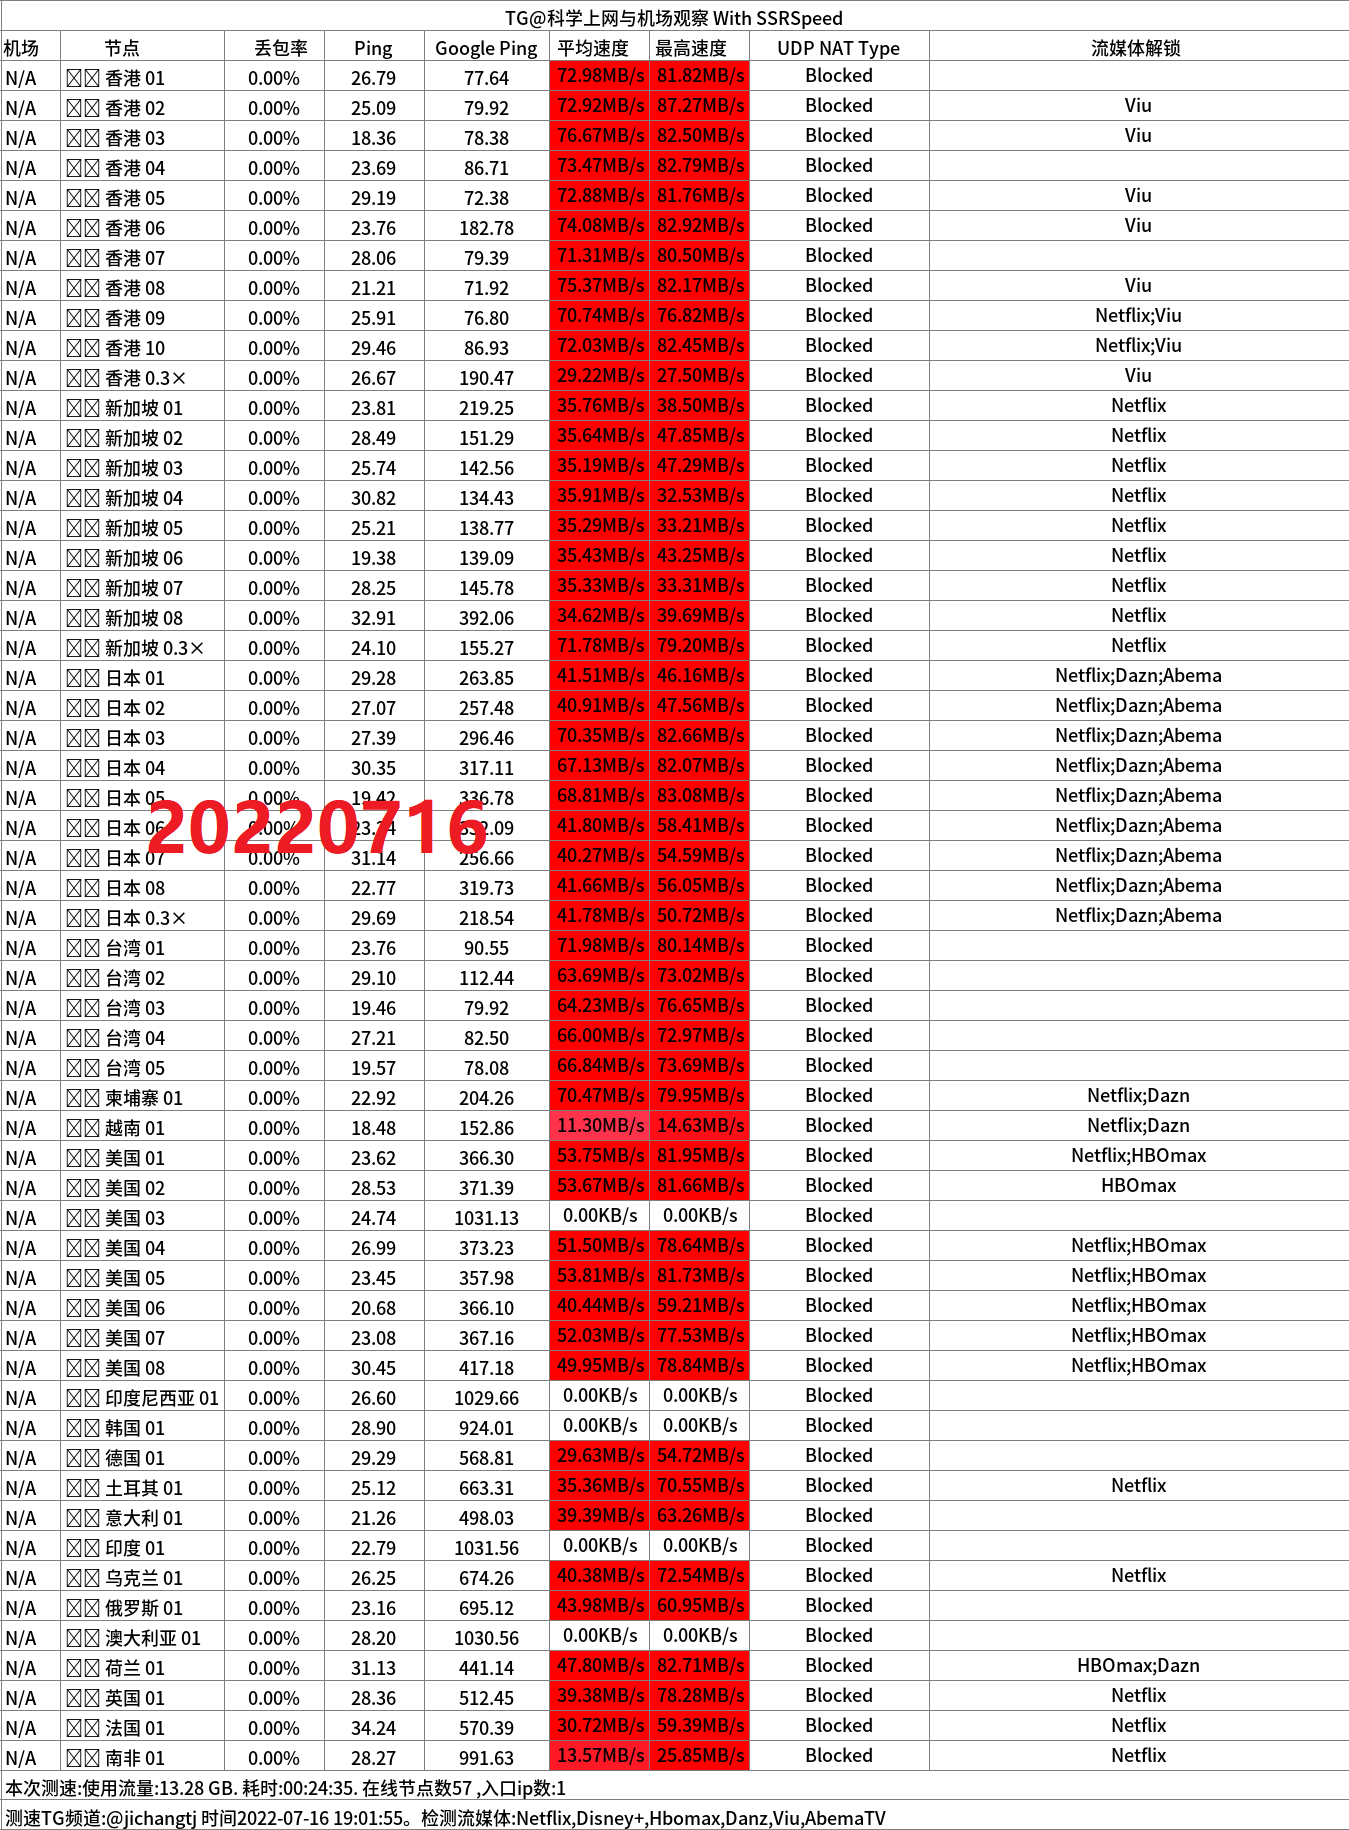 TG@科学上网与机场观察 With SSRSpeed
机场 节点 丢包率 Ping Google Ping 平均速度 最高速度 UDP NAT Type 流媒体解锁
N/A 香港 01 0.00% 26.79 77.64 72.98MB/s 81.82MB/s Blocked
N/A 香港 02 0.00% 25.09 79.92 72.92MB/s 87.27MB/s Blocked Viu
N/A 香港 03 0.00% 18.36 78.38 76.67MB/s 82.50MB/s Blocked Viu
N/A 香港 04 0.00% 23.69 86.71 73.47MB/s 82.79MB/s Blocked
N/A 香港 05 0.00% 29.19 72.38 72.88MB/s 81.76MB/s Blocked Viu
N/A 香港 06 0.00% 23.76 182.78 74.08MB/s 82.92MB/s Blocked Viu
N/A 香港 07 0.00% 28.06 79.39 71.31MB/s 80.50MB/s Blocked
N/A 香港 08 0.00% 21.21 71.92 75.37MB/s 82.17MB/s Blocked Viu
N/A 香港 09 0.00% 25.91 76.80 70.74MB/s 76.82MB/s Blocked Netflix;Viu
N/A 香港 10 0.00% 29.46 86.93 72.03MB/s 82.45MB/s Blocked Netflix;Viu
N/A 香港 0.3× 0.00% 26.67 190.47 29.22MB/s 27.50MB/s Blocked Viu
N/A 新加坡 01 0.00% 23.81 219.25 35.76MB/s 38.50MB/s Blocked Netflix
N/A 新加坡 02 0.00% 28.49 151.29 35.64MB/s 47.85MB/s Blocked Netflix
N/A 新加坡 03 0.00% 25.74 142.56 35.19MB/s 47.29MB/s Blocked Netflix
N/A 新加坡 04 0.00% 30.82 134.43 35.91MB/s 32.53MB/s Blocked Netflix
N/A 新加坡 05 0.00% 25.21 138.77 35.29MB/s 33.21MB/s Blocked Netflix
N/A 新加坡 06 0.00% 19.38 139.09 35.43MB/s 43.25MB/s Blocked Netflix
N/A 新加坡 07 0.00% 28.25 145.78 35.33MB/s 33.31MB/s Blocked Netflix
N/A 新加坡 08 0.00% 32.91 392.06 34.62MB/s 39.69MB/s Blocked Netflix
N/A 新加坡 0.3× 0.00% 24.10 155.27 71.78MB/s 79.20MB/s Blocked Netflix
N/A 日本 01 0.00% 29.28 263.85 41.51MB/s 46.16MB/s Blocked Netflix;Dazn;Abema
N/A 日本 02 0.00% 27.07 257.48 40.91MB/s 47.56MB/s Blocked Netflix;Dazn;Abema
N/A 日本 03 0.00% 27.39 296.46 70.35MB/s 82.66MB/s Blocked Netflix;Dazn;Abema
N/A 日本 04 0.00% 30.35 317.11 67.13MB/s 82.07MB/s Blocked Netflix;Dazn;Abema
N/A 日本 05 0.00% 19.42 336.78 68.81MB/s 83.08MB/s Blocked Netflix;Dazn;Abema
20220716
N/A 日本 06 0.00% 41.80MB/s 58.41MB/s Blocked Netflix;Dazn;Abema
N/A 日本 07 0.00% 31.14 256.66 40.27MB/s 54.59MB/s Blocked Netflix;Dazn;Abema
N/A 日本 08 0.00% 22.77 319.73 41.66MB/s 56.05MB/s Blocked Netflix;Dazn;Abema
N/A 日本 0.3× 0.00% 29.69 218.54 41.78MB/s 50.72MB/s Blocked Netflix;Dazn;Abema
N/A 台湾 01 0.00% 23.76 90.55 71.98MB/s 80.14MB/s Blocked
N/A 台湾 02 0.00% 29.10 112.44 63.69MB/s 73.02MB/s Blocked
N/A 台湾 03 0.00% 19.46 79.92 64.23MB/s 76.65MB/s Blocked
N/A 台湾 04 0.00% 27.21 82.50 66.00MB/s 72.97MB/s Blocked
N/A 台湾 05 0.00% 19.57 78.08 66.84MB/s 73.69MB/s Blocked
N/A 柬埔寨 01 0.00% 22.92 204.26 70.47MB/s 79.95MB/s Blocked Netflix;Dazn
N/A 越南 01 0.00% 18.48 152.86 11.30MB/s 14.63MB/s Blocked Netflix;Dazn
N/A 美国 01 0.00% 23.62 366.30 53.75MB/s 81.95MB/s Blocked Netflix;HBOmax
N/A 美国 02 0.00% 28.53 371.39 53.67MB/s 81.66MB/s Blocked HBOmax
N/A 美国 03 0.00% 24.74 1031.13 0.00KB/s 0.00KB/s Blocked
N/A 美国 04 0.00% 26.99 373.23 51.50MB/s 78.64MB/s Blocked Netflix;HBOmax
N/A 美国 05 0.00% 23.45 357.98 53.81MB/s 81.73MB/s Blocked Netflix;HBOmax
N/A 美国 06 0.00% 20.68 366.10 40.44MB/s 59.21MB/s Blocked Netflix;HBOmax
N/A 美国 07 0.00% 23.08 367.16 52.03MB/s 77.53MB/s Blocked Netflix;HBOmax
N/A 美国 08 0.00% 30.45 417.18 49.95MB/s 78.84MB/s Blocked Netflix;HBOmax
N/A 印度尼西亚 01 0.00% 26.60 1029.66 0.00KB/s 0.00KB/s Blocked
N/A 韩国 01 0.00% 28.90 924.01 0.00KB/s 0.00KB/s Blocked
N/A 德国 01 0.00% 29.29 568.81 29.63MB/s 54.72MB/s Blocked
N/A 土耳其 01 0.00% 25.12 663.31 35.36MB/s 70.55MB/s Blocked Netflix
N/A 意大利 01 0.00% 21.26 498.03 39.39MB/s 63.26MB/s Blocked
N/A 印度 01 0.00% 22.79 1031.56 0.00KB/s 0.00KB/s Blocked
N/A 乌克兰 01 0.00% 26.25 674.26 40.38MB/s 72.54MB/s Blocked Netflix
N/A 俄罗斯 01 0.00% 23.16 695.12 43.98MB/s 60.95MB/s Blocked
N/A 澳大利亚 01 0.00% 28.20 1030.56 0.00KB/s 0.00KB/s Blocked
N/A 荷兰 01 0.00% 31.13 441.14 47.80MB/s 82.71MB/s Blocked HBOmax;Dazn
N/A 英国 01 0.00% 28.36 512.45 39.38MB/s 78.28MB/s Blocked Netflix
N/A 法国 01 0.00% 34.24 570.39 30.72MB/s 59.39MB/s Blocked Netflix
N/A 南非 01 0.00% 28.27 991.63 13.57MB/s 25.85MB/s Blocked Netflix
本次测速:使用流量:13.28 GB. 耗时:00:24:35. 在线节点数57 ,入口ip数:1
测速TG频道:@jichangtj 时间2022-07-16 19:01:55。检测流媒体:Netflix,Disney+,Hbomax,Danz,Viu,AbemaTV